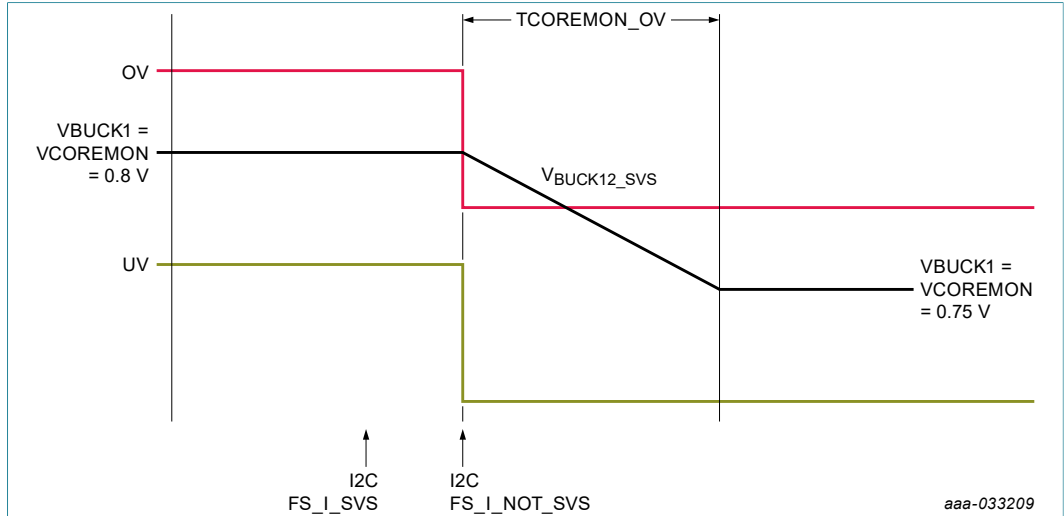 TCOREMON_OV
OV
VBUCK1 =
VCOREMON
= 0.8 V
VBUCK12_SVS
UV
VBUCK1 =
VCOREMON
= 0.75 V
I2C
FS_I_SVS
I2C
FS_I_NOT_SVS
aaa-033209